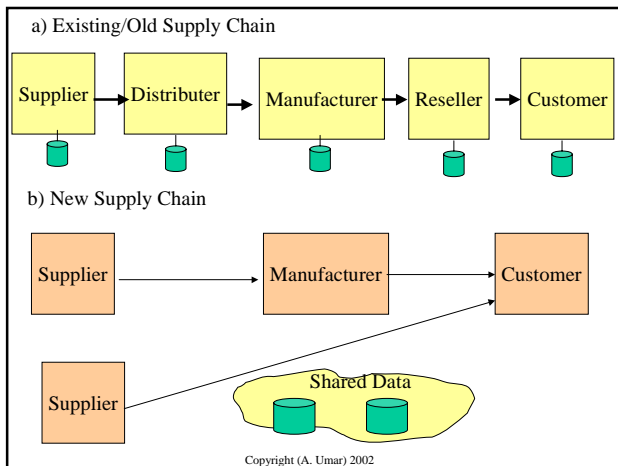 a) Existing/Old Supply Chain
Supplier Distributer Manufacturer Reseller Customer
b) New Supply Chain
Supplier Manufacturer Customer
Supplier
Shared Data
Copyright (A. Umar) 2002